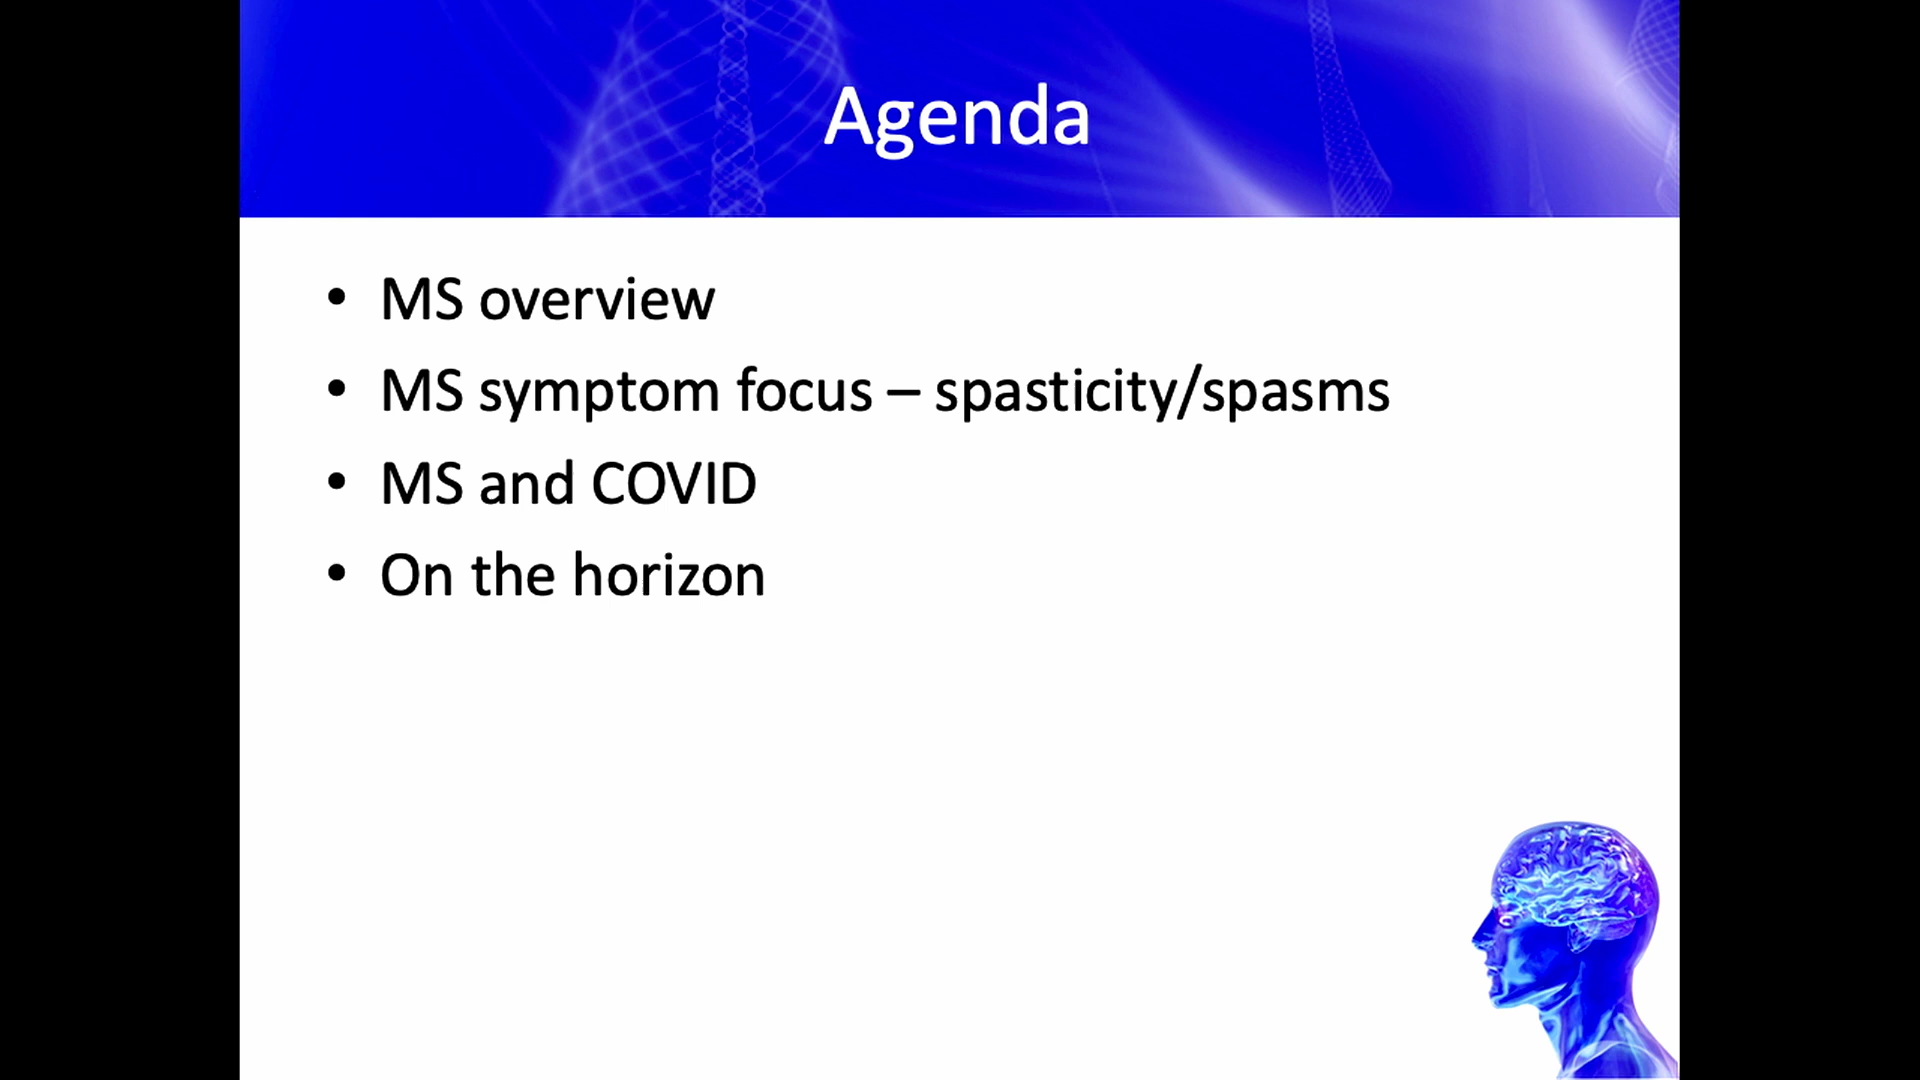 Agenda
• MS overview
• MS symptom focus – spasticity/spasms
• MS and COVID
• On the horizon